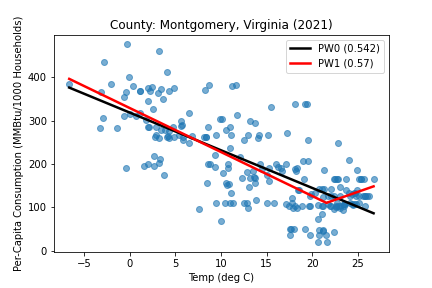 County: Montgomery, Virginia (2021)
PW0 (0.542)
PW1 (0.57)
Per-Capita Consumption (MMBtu/1000 Households)
400
300
200
100
0
−5 0 5 10 15 20 25
Temp (deg C)